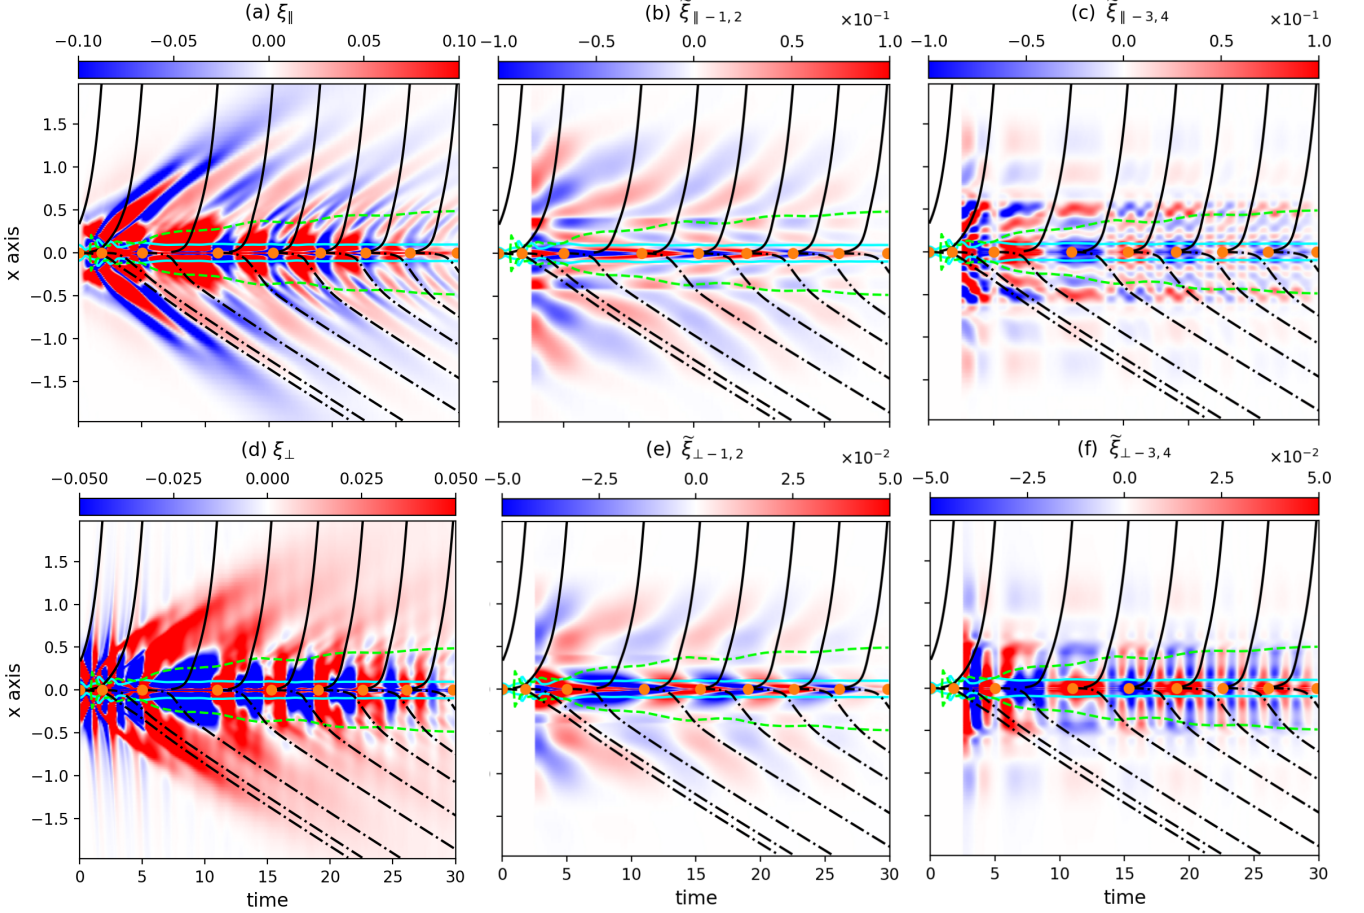 (a) ξ∥
(b) ξ̃∥−1,2 ×10⁻¹
(c) ξ̃∥−3,4 ×10⁻¹
−0.10 −0.05 0.00 0.05 0.10
−1.0 −0.5 0.0 0.5 1.0
−1.0 −0.5 0.0 0.5 1.0
x axis
1.5
1.0
0.5
0.0
−0.5
−1.0
−1.5
(d) ξ⊥
(e) ξ̃⊥−1,2 ×10⁻²
(f) ξ̃⊥−3,4 ×10⁻²
−0.050 −0.025 0.000 0.025 0.050
−5.0 −2.5 0.0 2.5 5.0
−5.0 −2.5 0.0 2.5 5.0
x axis
1.5
1.0
0.5
0.0
−0.5
−1.0
−1.5
0 5 10 15 20 25 30
0 5 10 15 20 25 30
0 5 10 15 20 25 30
time
time
time